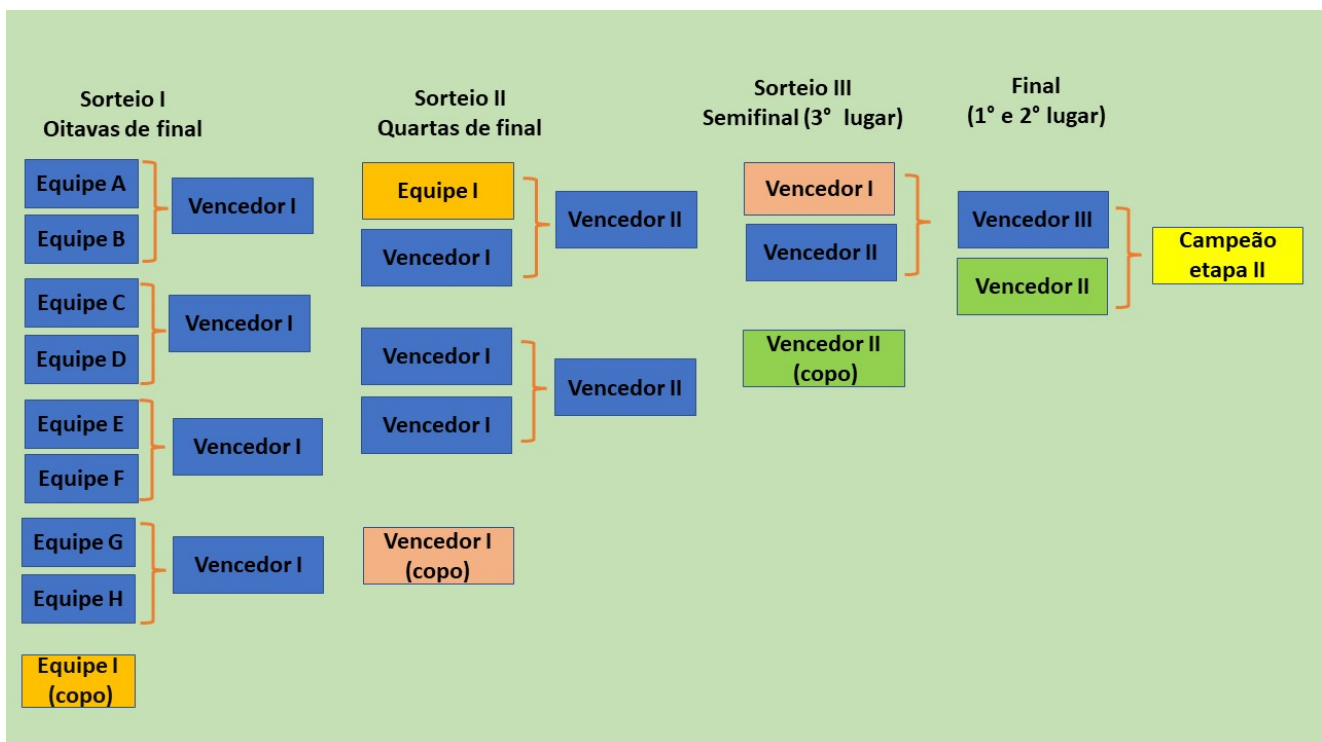 Sorteio I
Oitavas de final
Equipe A
Equipe B
Vencedor I
Equipe C
Equipe D
Vencedor I
Equipe E
Equipe F
Vencedor I
Equipe G
Equipe H
Vencedor I
Equipe I
(copo)
Sorteio II
Quartas de final
Equipe I
Vencedor I
Vencedor II
Vencedor I
Vencedor I
Vencedor II
Vencedor I
(copo)
Sorteio III
Semifinal (3° lugar)
Vencedor I
Vencedor II
Vencedor II
(copo)
Final
(1° e 2° lugar)
Vencedor III
Vencedor II
Campeão
etapa II